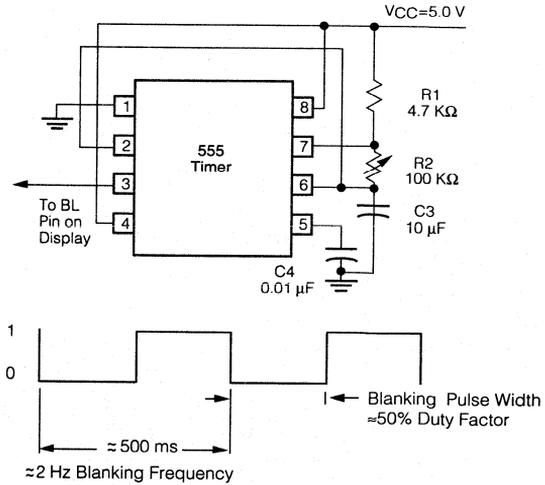 VCC=5.0 V
R1
4.7 KΩ
1
8
2
555
Timer
7
R2
100 KΩ
3
6
To BL
Pin on
Display
4
5
C3
10 µF
C4
0.01 µF
1
0
Blanking Pulse Width
≈50% Duty Factor
≈500 ms
≈2 Hz Blanking Frequency